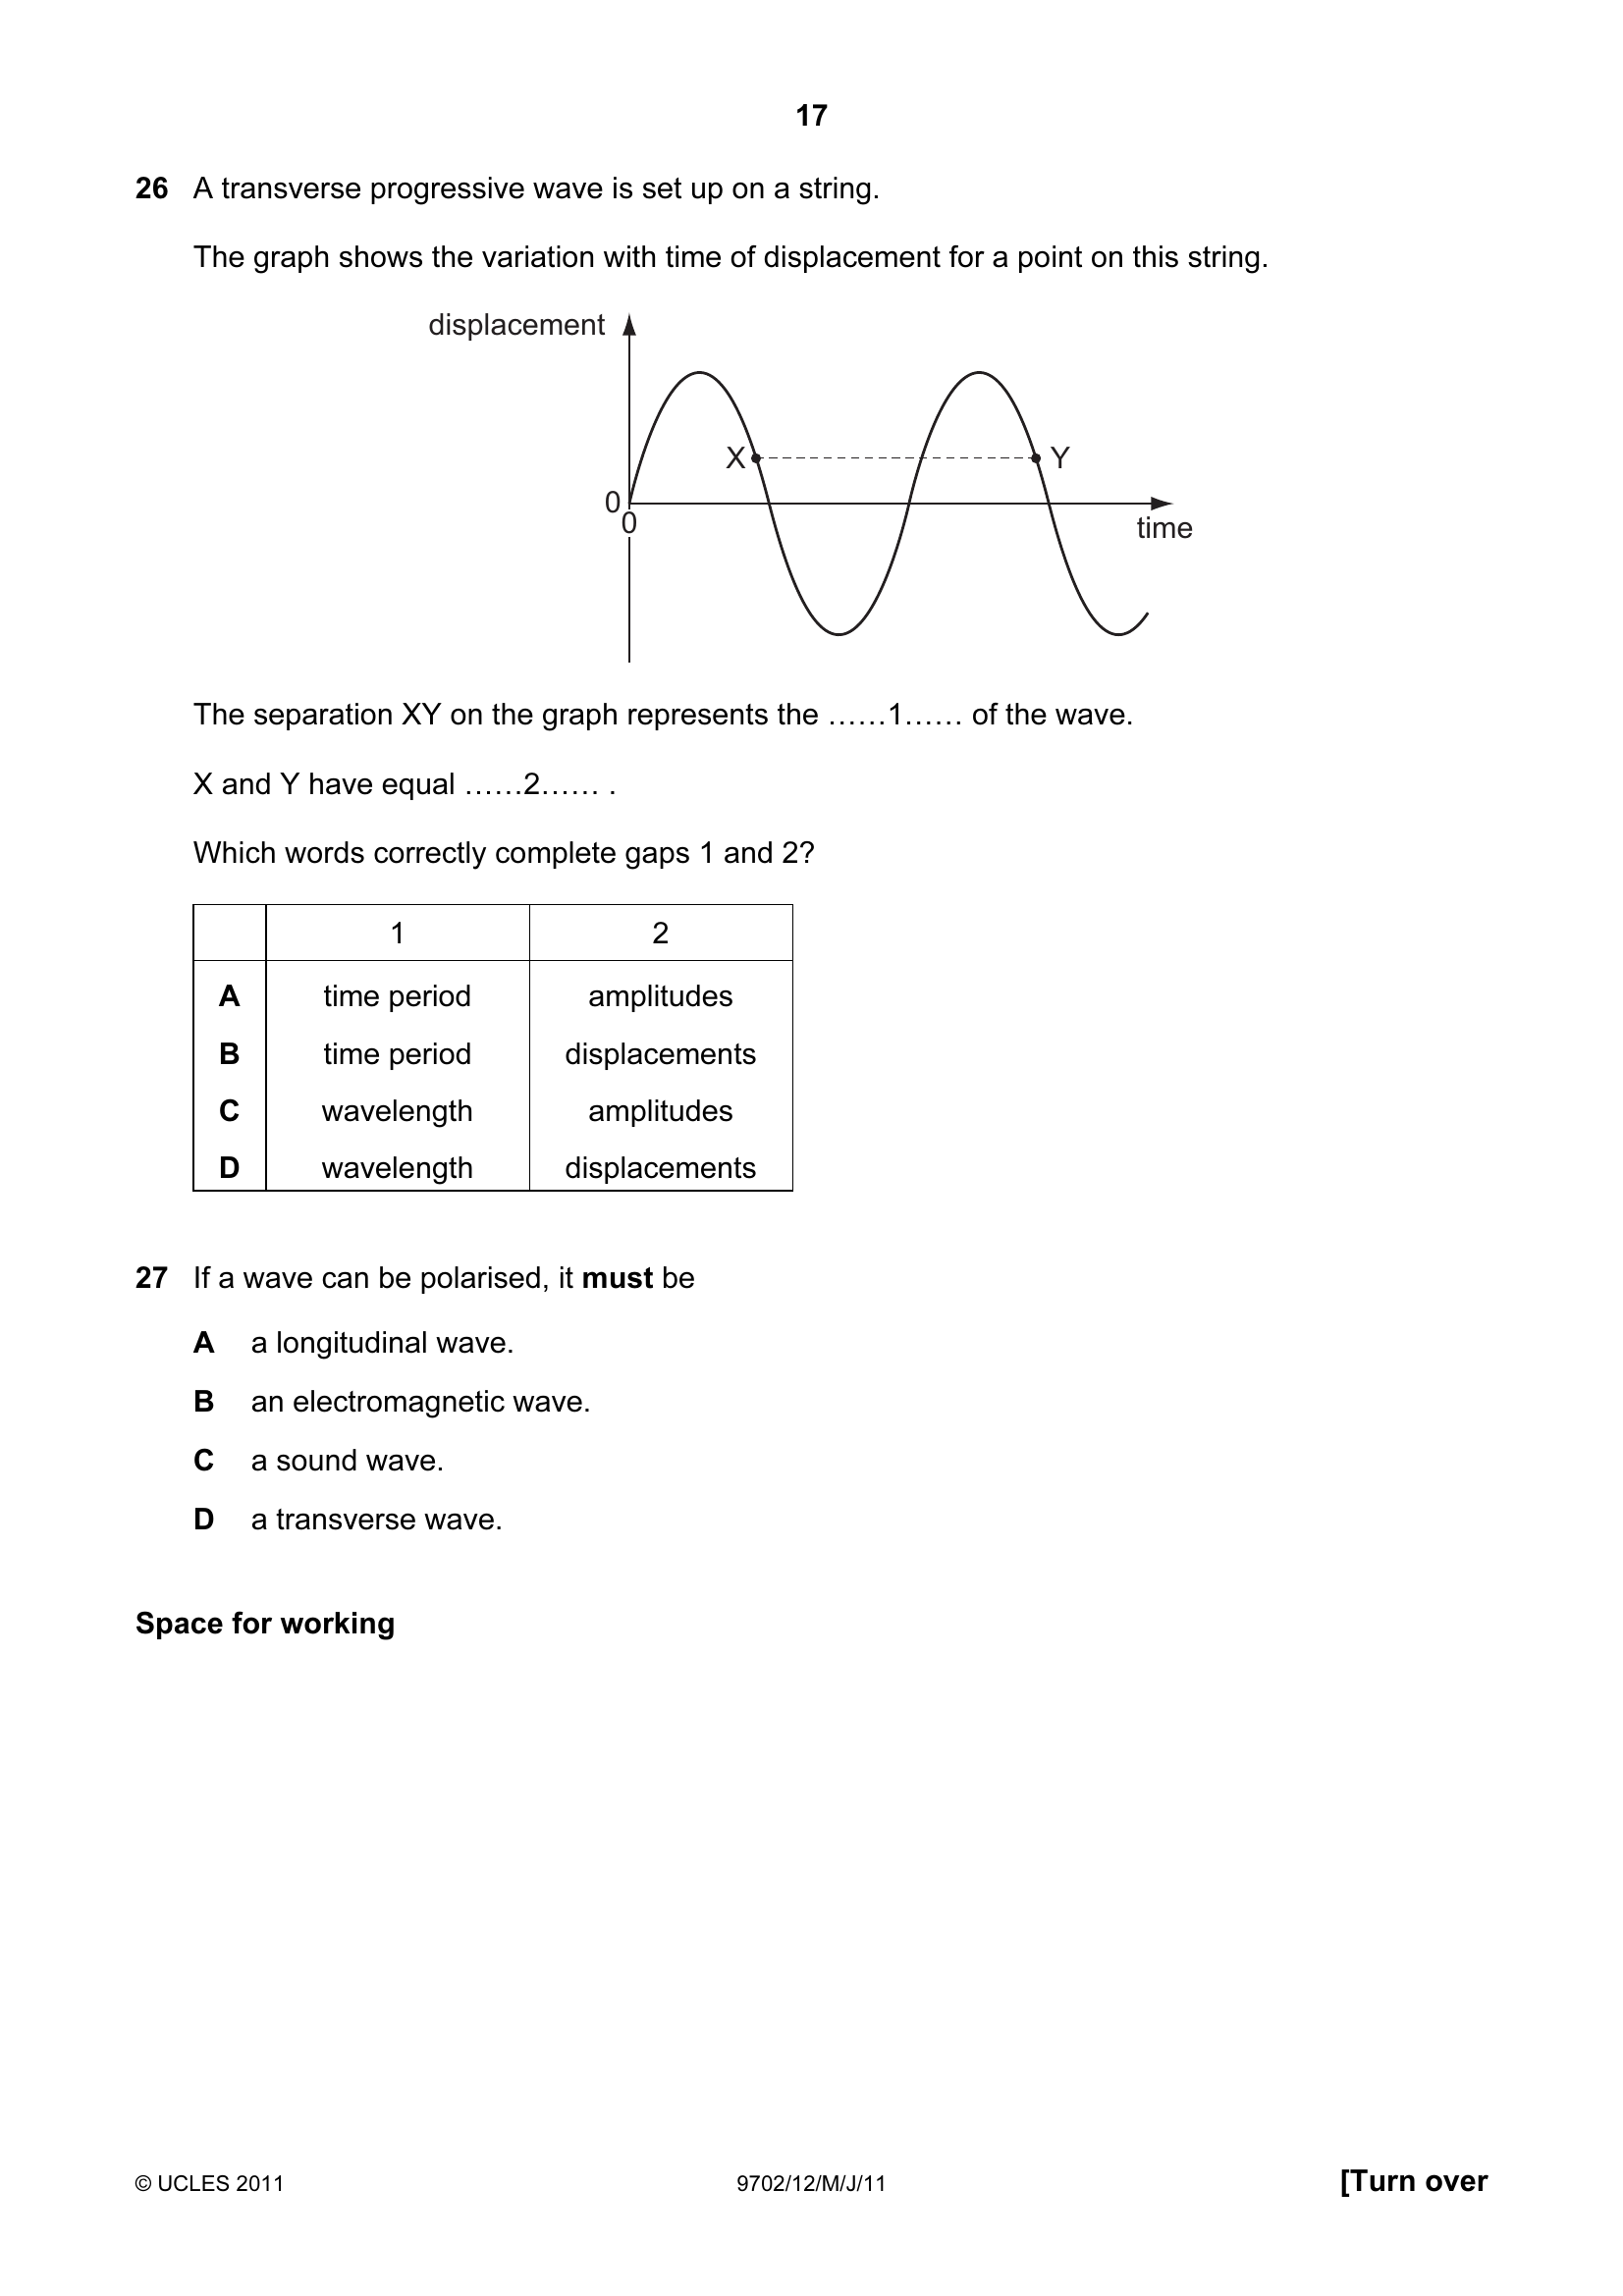 17
26 A transverse progressive wave is set up on a string.
The graph shows the variation with time of displacement for a point on this string.
displacement
X
Y
0
0
time
The separation XY on the graph represents the ......1...... of the wave.
X and Y have equal ......2...... .
Which words correctly complete gaps 1 and 2?
1 2
A time period amplitudes
B time period displacements
C wavelength amplitudes
D wavelength displacements
27 If a wave can be polarised, it must be
A a longitudinal wave.
B an electromagnetic wave.
C a sound wave.
D a transverse wave.
Space for working
© UCLES 2011 9702/12/M/J/11 [Turn over